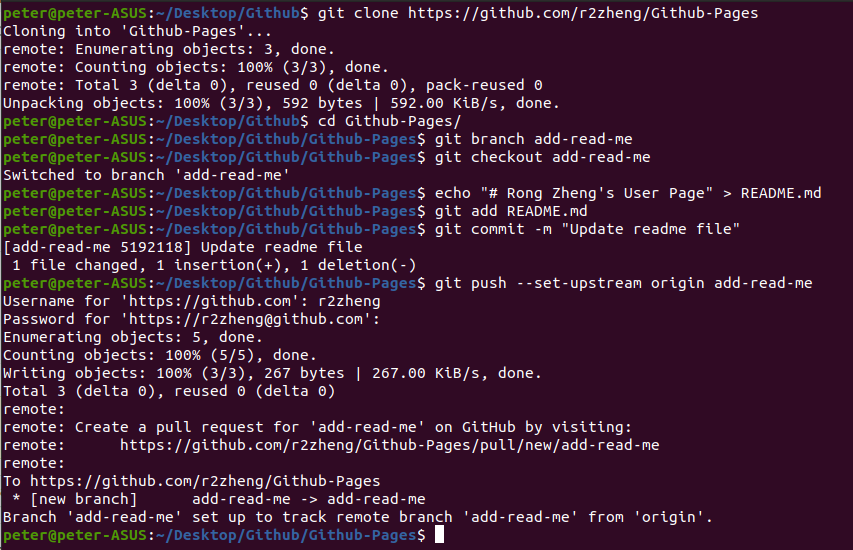 peter@peter-ASUS:~/Desktop/Github$ git clone https://github.com/r2zheng/Github-Pages
Cloning into 'Github-Pages'...
remote: Enumerating objects: 3, done.
remote: Counting objects: 100% (3/3), done.
remote: Total 3 (delta 0), reused 0 (delta 0), pack-reused 0
Unpacking objects: 100% (3/3), 592 bytes | 592.00 KiB/s, done.
peter@peter-ASUS:~/Desktop/Github$ cd Github-Pages/
peter@peter-ASUS:~/Desktop/Github/Github-Pages$ git branch add-read-me
peter@peter-ASUS:~/Desktop/Github/Github-Pages$ git checkout add-read-me
Switched to branch 'add-read-me'
peter@peter-ASUS:~/Desktop/Github/Github-Pages$ echo "# Rong Zheng's User Page" > README.md
peter@peter-ASUS:~/Desktop/Github/Github-Pages$ git add README.md
peter@peter-ASUS:~/Desktop/Github/Github-Pages$ git commit -m "Update readme file"
[add-read-me 5192118] Update readme file
 1 file changed, 1 insertion(+), 1 deletion(-)
peter@peter-ASUS:~/Desktop/Github/Github-Pages$ git push --set-upstream origin add-read-me
Username for 'https://github.com': r2zheng
Password for 'https://r2zheng@github.com':
Enumerating objects: 5, done.
Counting objects: 100% (5/5), done.
Writing objects: 100% (3/3), 267 bytes | 267.00 KiB/s, done.
Total 3 (delta 0), reused 0 (delta 0)
remote:
remote: Create a pull request for 'add-read-me' on GitHub by visiting:
remote:      https://github.com/r2zheng/Github-Pages/pull/new/add-read-me
remote:
To https://github.com/r2zheng/Github-Pages
 * [new branch]      add-read-me -> add-read-me
Branch 'add-read-me' set up to track remote branch 'add-read-me' from 'origin'.
peter@peter-ASUS:~/Desktop/Github/Github-Pages$